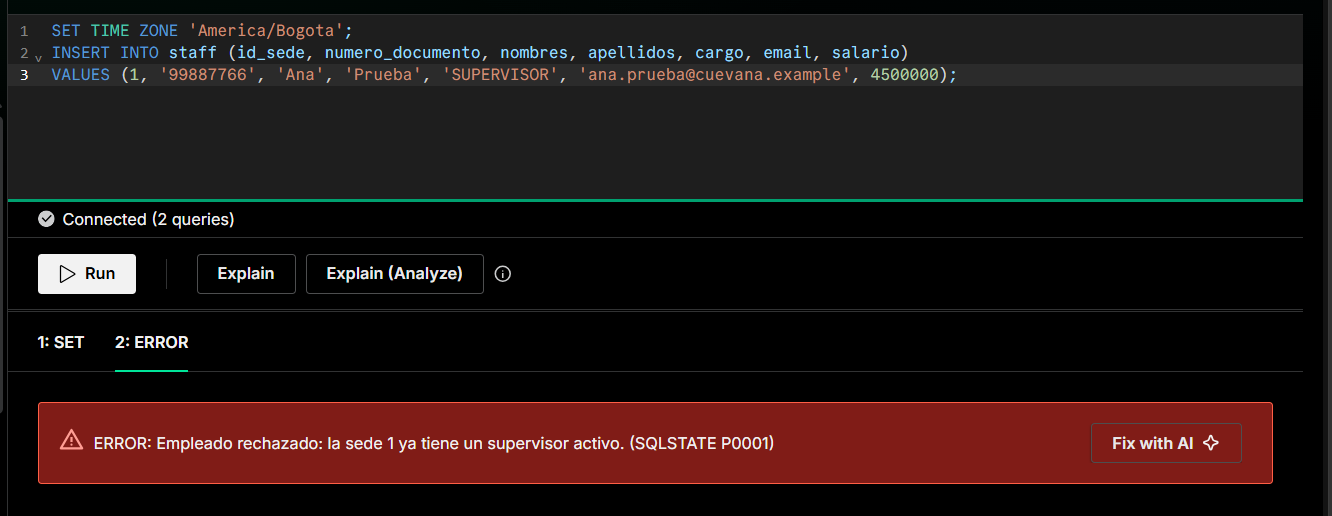 1 SET TIME ZONE 'America/Bogota';
2 INSERT INTO staff (id_sede, numero_documento, nombres, apellidos, cargo, email, salario)
3 VALUES (1, '99887766', 'Ana', 'Prueba', 'SUPERVISOR', 'ana.prueba@cuevana.example', 4500000);
Connected (2 queries)
Run Explain Explain (Analyze)
1: SET 2: ERROR
ERROR: Empleado rechazado: la sede 1 ya tiene un supervisor activo. (SQLSTATE P0001) Fix with AI